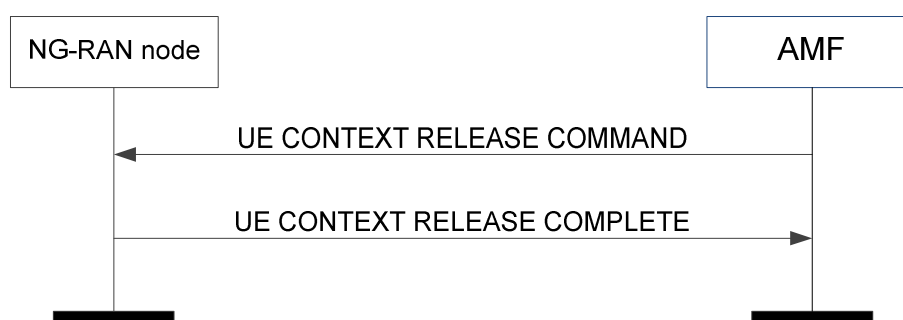 NG-RAN node
AMF
UE CONTEXT RELEASE COMMAND
UE CONTEXT RELEASE COMPLETE